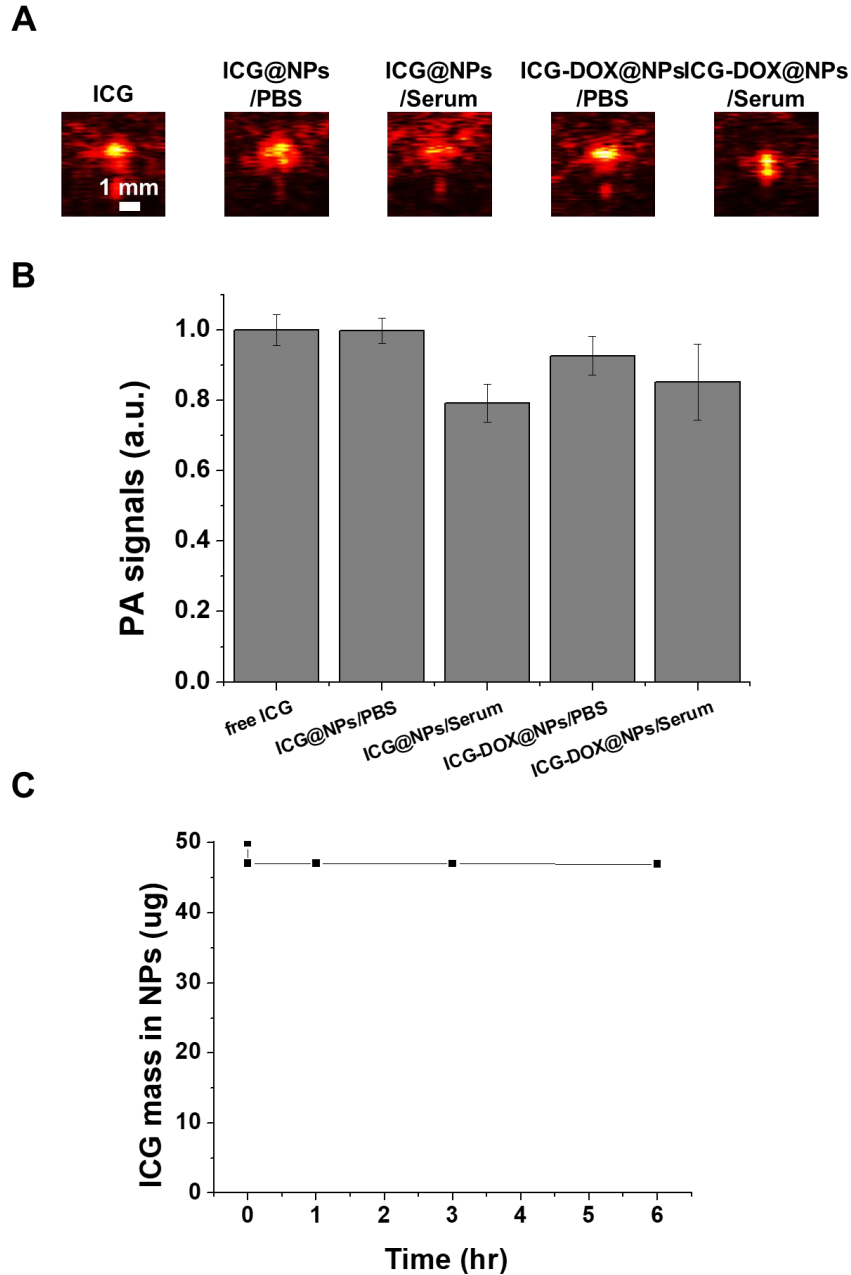 A
ICG
ICG@NPs
/PBS
ICG@NPs
/Serum
ICG-DOX@NPs
/PBS
ICG-DOX@NPs
/Serum
1 mm
B
PA signals (a.u.)
1.0
0.8
0.6
0.4
0.2
0.0
free ICG
ICG@NPs/PBS
ICG@NPs/Serum
ICG-DOX@NPs/PBS
ICG-DOX@NPs/Serum
C
ICG mass in NPs (ug)
50
40
30
20
10
0
0 1 2 3 4 5 6
Time (hr)